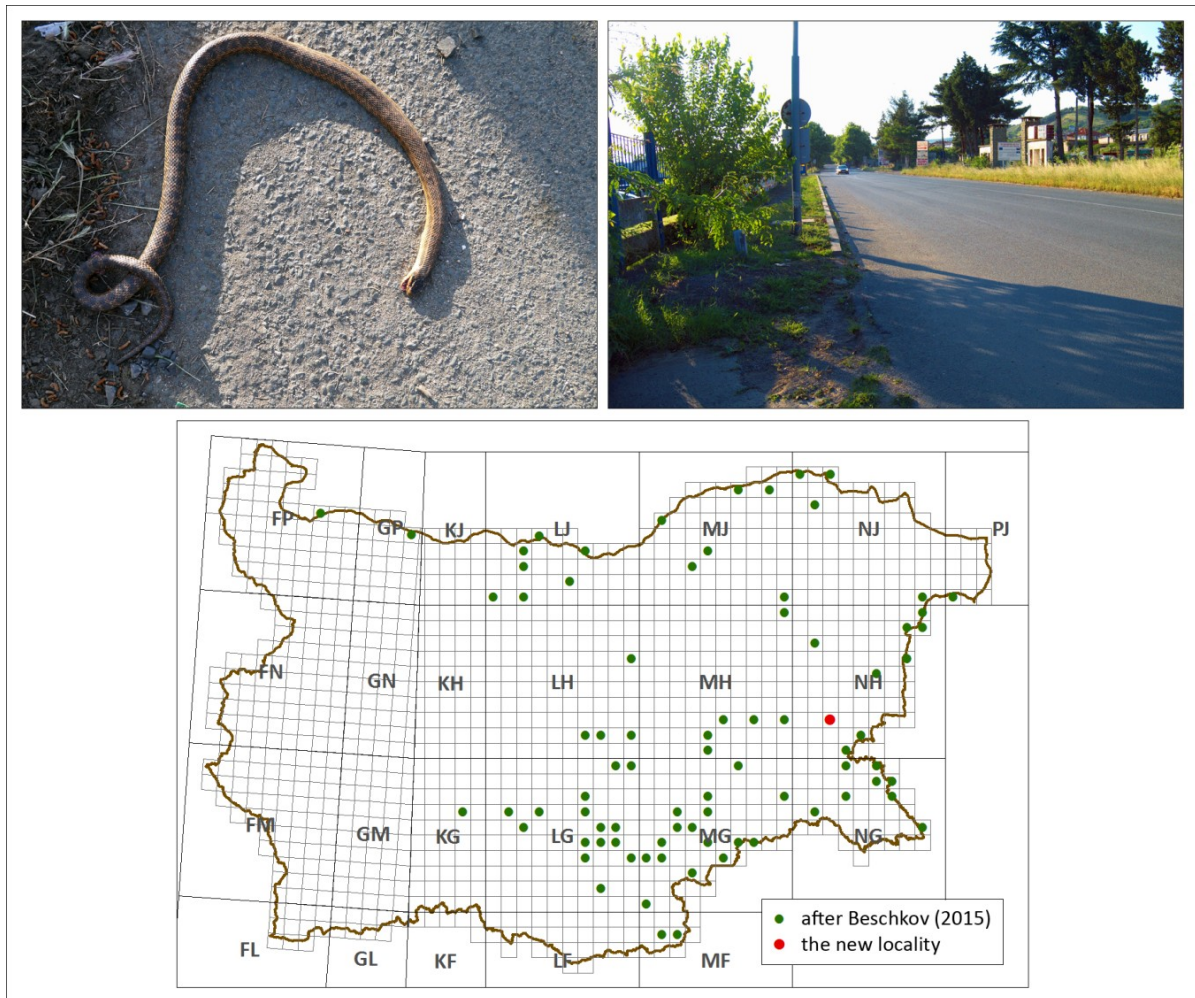 FP
GP
KJ
LJ
MJ
NJ
PJ
FN
GN
KH
LH
MH
NH
FM
GM
KG
LG
MG
NG
after Beschkov (2015)
the new locality
FL
GL
KF
LF
MF